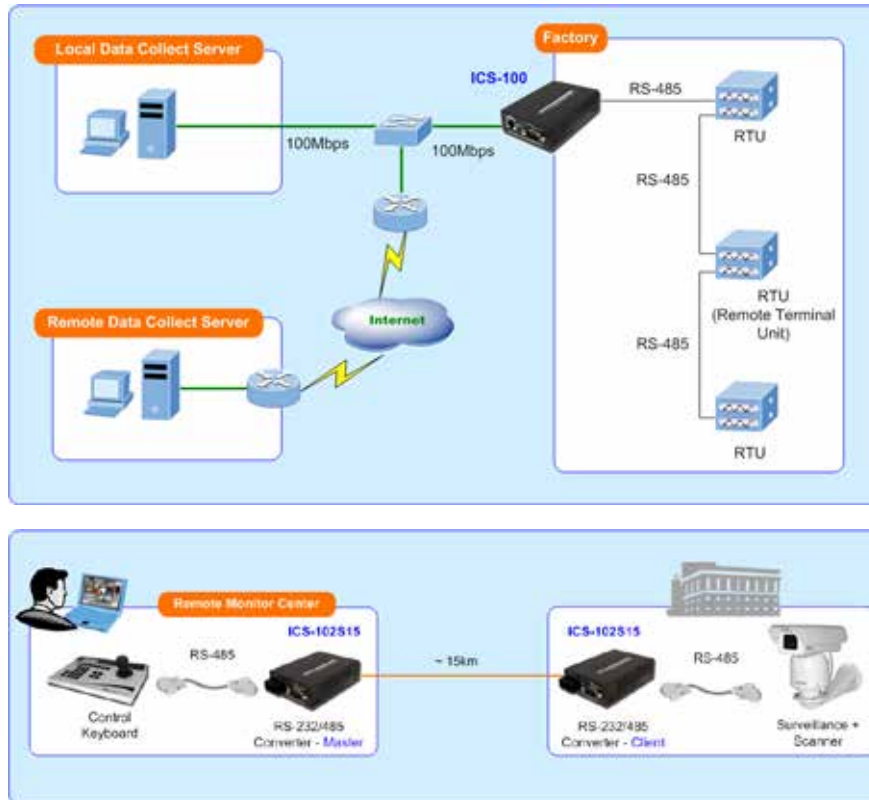 Local Data Collect Server
Factory
ICS-100
RS-485
RTU
100Mbps
100Mbps
RS-485
RTU
(Remote Terminal
Unit)
Internet
Remote Data Collect Server
RS-485
RTU
Remote Monitor Center
ICS-102S15
ICS-102S15
RS-485
~ 15km
RS-485
Control
Keyboard
RS-232/485
Converter - Master
RS-232/485
Converter - Client
Surveillance +
Scanner